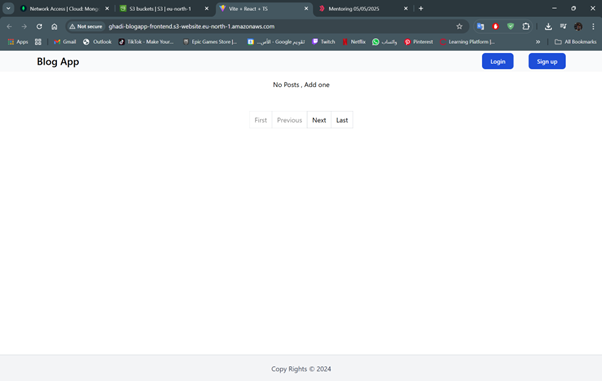 Network Access | Cloud: Mong
S3 buckets | S3 | eu-north-1
Vite + React + TS
Mentoring 05/05/2025
Not secure
ghadi-blogapp-frontend.s3-website.eu-north-1.amazonaws.com
Apps
Gmail
Outlook
TikTok - Make Your...
Epic Games Store |...
تقويم Google - الأس...
Twitch
Netflix
واتساب
Pinterest
Learning Platform |...
All Bookmarks
Blog App
Login
Sign up
No Posts , Add one
First Previous Next Last
Copy Rights © 2024